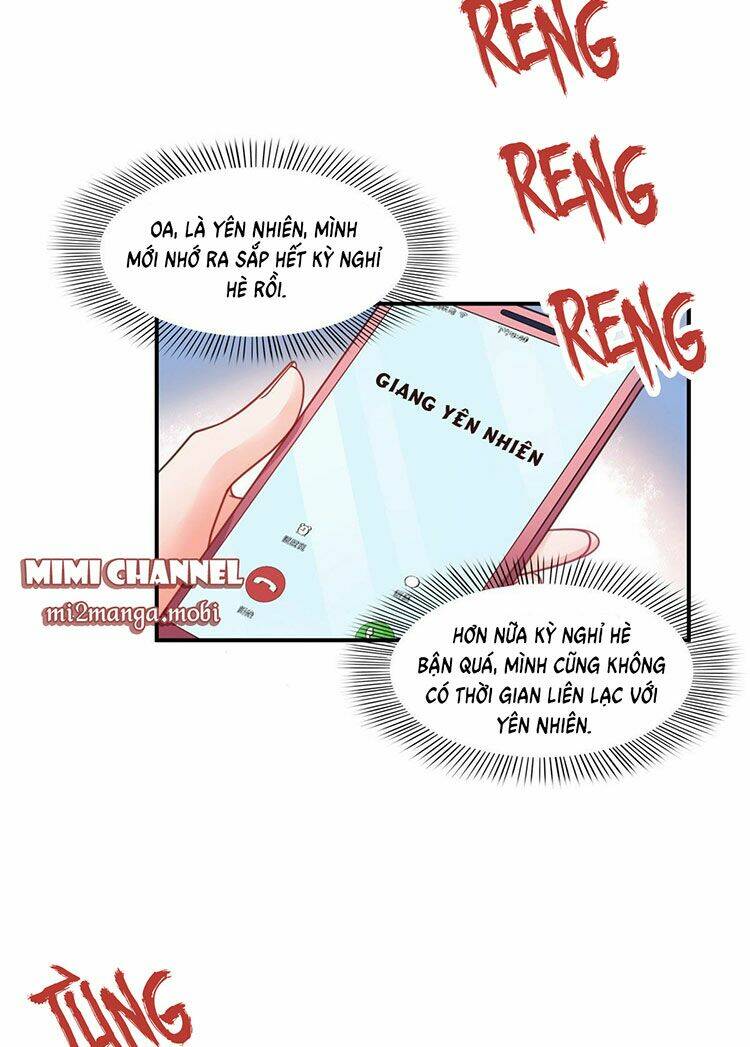 RENG
RENG
RENG
OA, LÀ YÊN NHIÊN, MÌNH
MỚI NHỚ RA SẮP HẾT KỲ NGHỈ
HÈ RỒI.
GIANG YÊN NHIÊN
MIMI CHANNEL
mi2manga.mobi
HƠN NỮA KỲ NGHỈ HÈ
BẬN QUÁ, MÌNH CŨNG KHÔNG
CÓ THỜI GIAN LIÊN LẠC VỚI
YÊN NHIÊN.
TÙNG